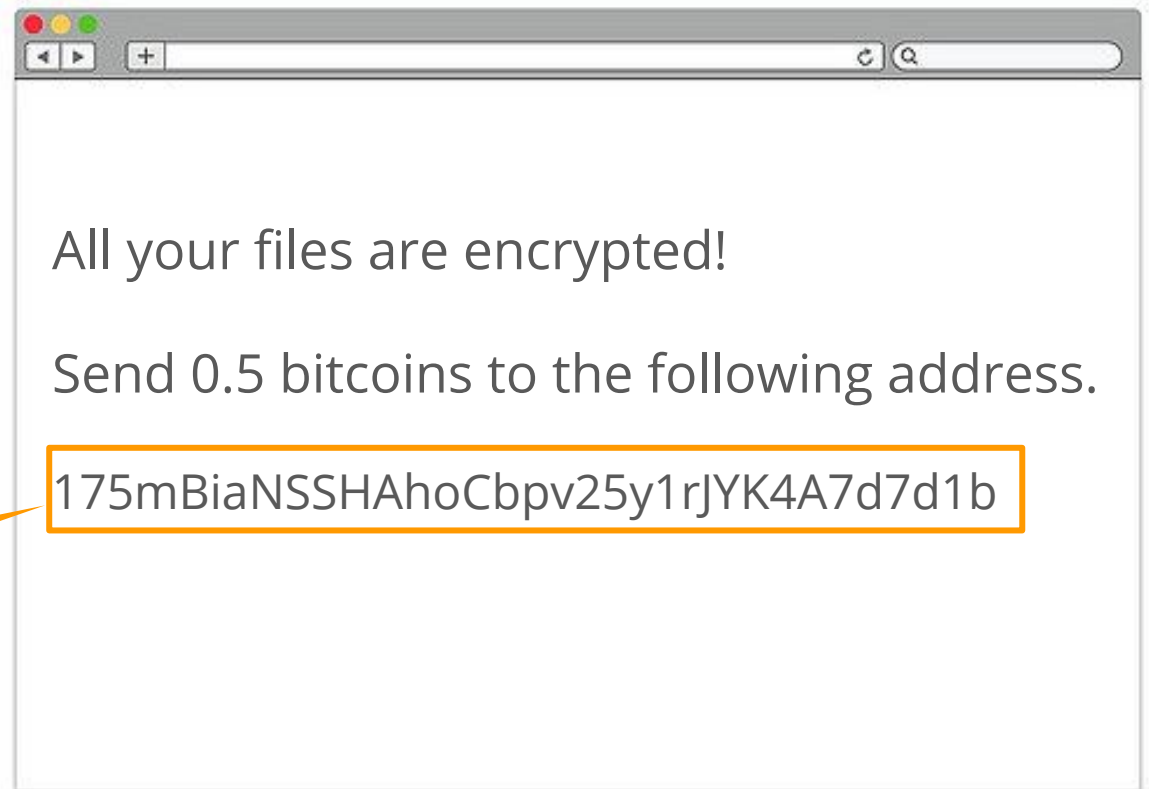 All your files are encrypted!
Send 0.5 bitcoins to the following address.
175mBiaNSSHAhoCbpv25y1rJYK4A7d7d1b